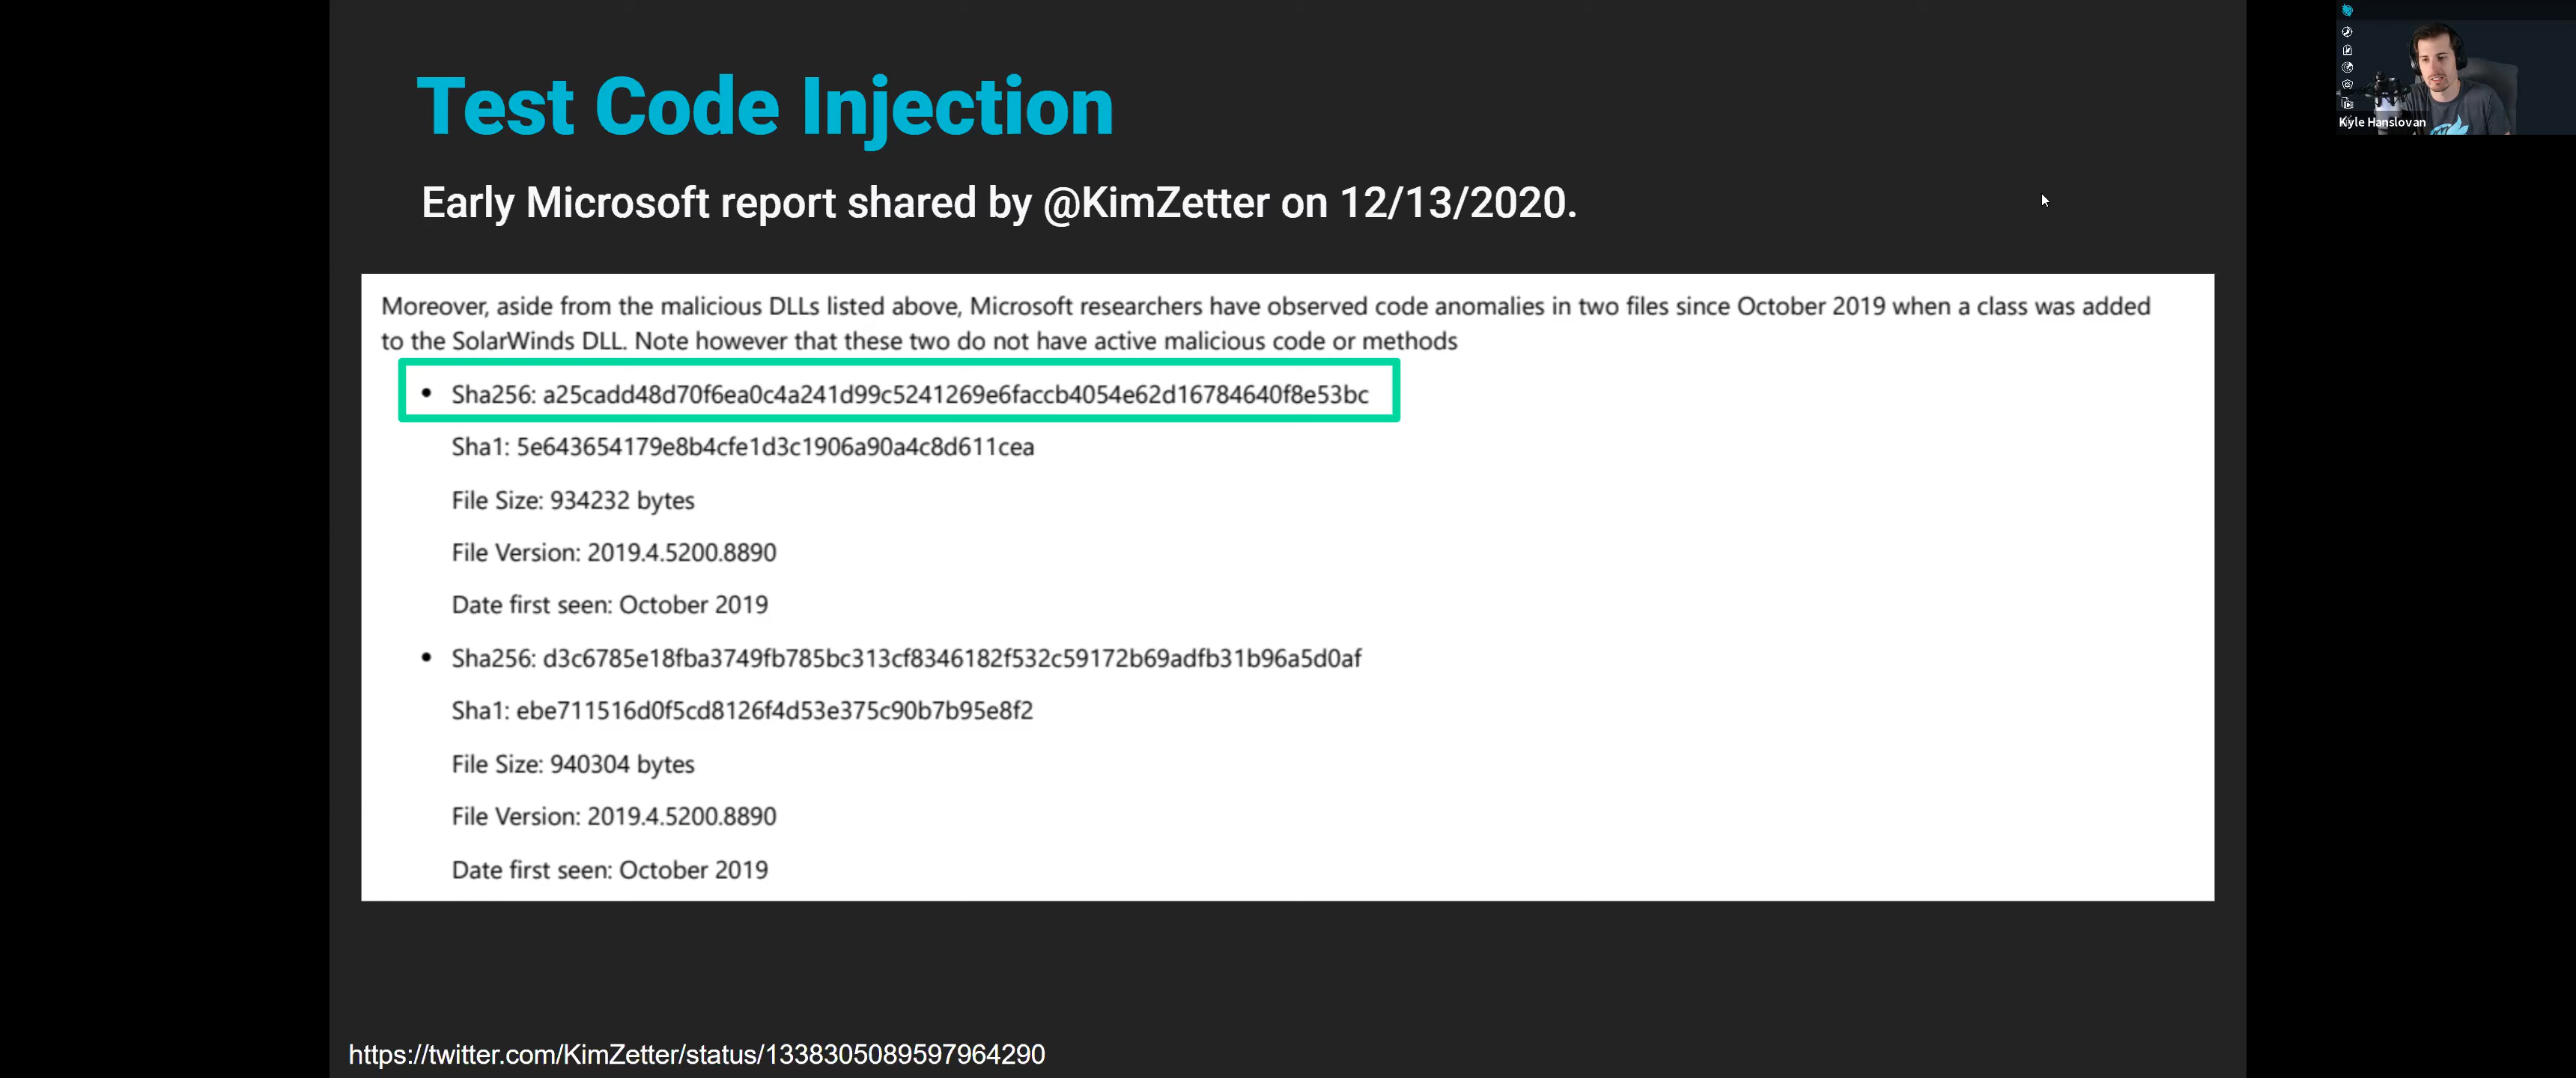 Test Code Injection
Early Microsoft report shared by @KimZetter on 12/13/2020.
Moreover, aside from the malicious DLLs listed above, Microsoft researchers have observed code anomalies in two files since October 2019 when a class was added
to the SolarWinds DLL. Note however that these two do not have active malicious code or methods
• Sha256: a25cadd48d70f6ea0c4a241d99c5241269e6faccb4054e62d16784640f8e53bc
Sha1: 5e643654179e8b4cfe1d3c1906a90a4c8d611cea
File Size: 934232 bytes
File Version: 2019.4.5200.8890
Date first seen: October 2019
• Sha256: d3c6785e18fba3749fb785bc313cf8346182f532c59172b69adfb31b96a5d0af
Sha1: ebe711516d0f5cd8126f4d53e375c90b7b95e8f2
File Size: 940304 bytes
File Version: 2019.4.5200.8890
Date first seen: October 2019
https://twitter.com/KimZetter/status/1338305089597964290
Kyle Hanslovan